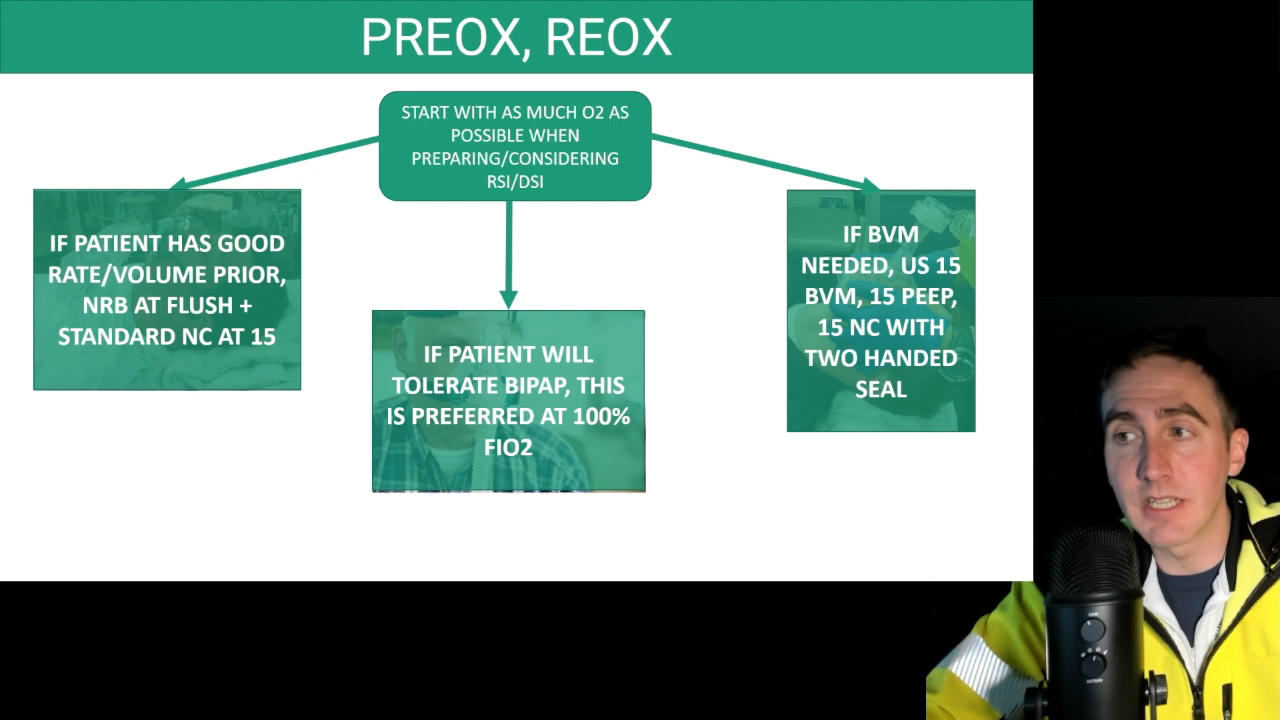 PREOX, REOX
START WITH AS MUCH O2 AS
POSSIBLE WHEN
PREPARING/CONSIDERING
RSI/DSI
IF PATIENT HAS GOOD
RATE/VOLUME PRIOR,
NRB AT FLUSH +
STANDARD NC AT 15
IF PATIENT WILL
TOLERATE BIPAP, THIS
IS PREFERRED AT 100%
FIO2
IF BVM
NEEDED, US 15
BVM, 15 PEEP,
15 NC WITH
TWO HANDED
SEAL